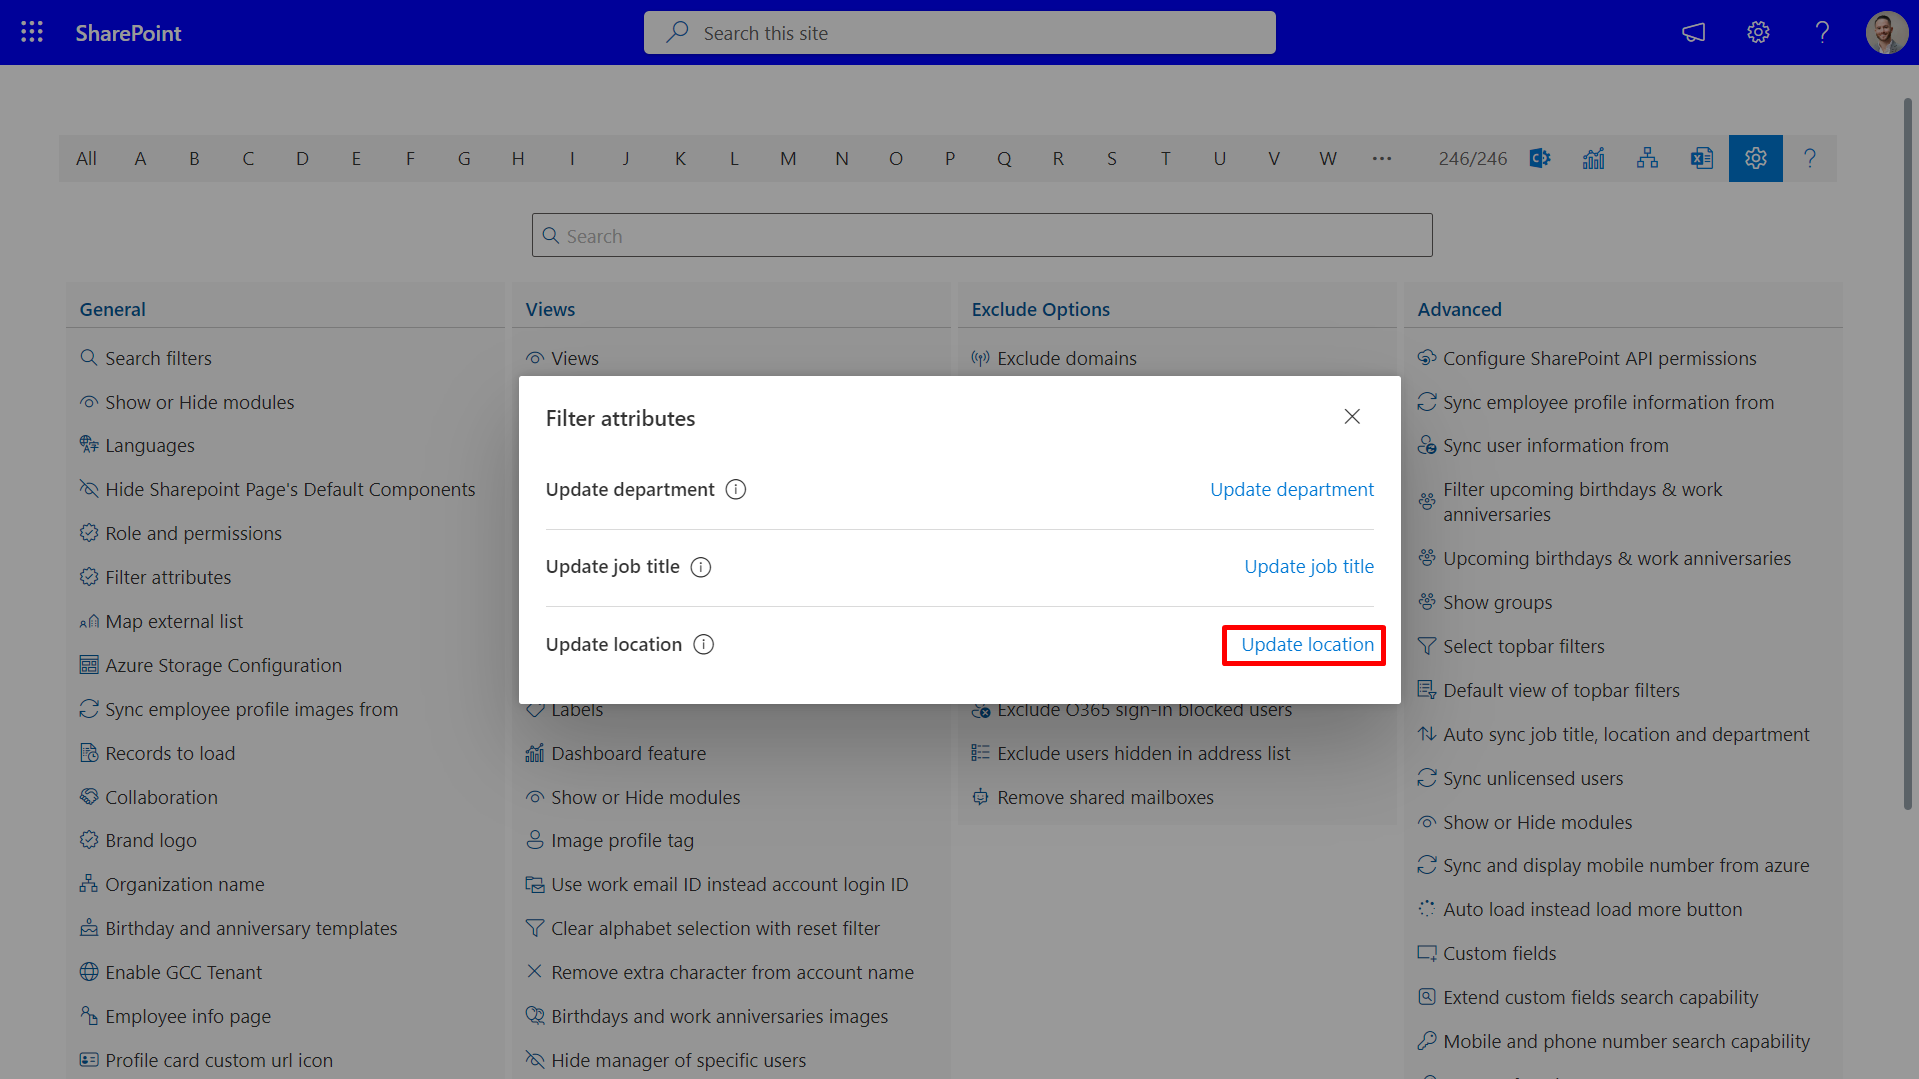 SharePoint
Search this site
All A B C D E F G H I J K L M N O P Q R S T U V W ... 246/246
Search
General
Search filters
Show or Hide modules
Languages
Hide Sharepoint Page's Default Components
Role and permissions
Filter attributes
Map external list
Azure Storage Configuration
Sync employee profile images from
Records to load
Collaboration
Brand logo
Organization name
Birthday and anniversary templates
Enable GCC Tenant
Employee info page
Profile card custom url icon
Views
Views
Labels
Dashboard feature
Show or Hide modules
Image profile tag
Use work email ID instead account login ID
Clear alphabet selection with reset filter
Remove extra character from account name
Birthdays and work anniversaries images
Hide manager of specific users
Exclude Options
Exclude domains
Exclude O365 sign-in blocked users
Exclude users hidden in address list
Remove shared mailboxes
Advanced
Configure SharePoint API permissions
Sync employee profile information from
Sync user information from
Filter upcoming birthdays & work
anniversaries
Upcoming birthdays & work anniversaries
Show groups
Select topbar filters
Default view of topbar filters
Auto sync job title, location and department
Sync unlicensed users
Show or Hide modules
Sync and display mobile number from azure
Auto load instead load more button
Custom fields
Extend custom fields search capability
Mobile and phone number search capability
Filter attributes
Update department Update department
Update job title Update job title
Update location Update location